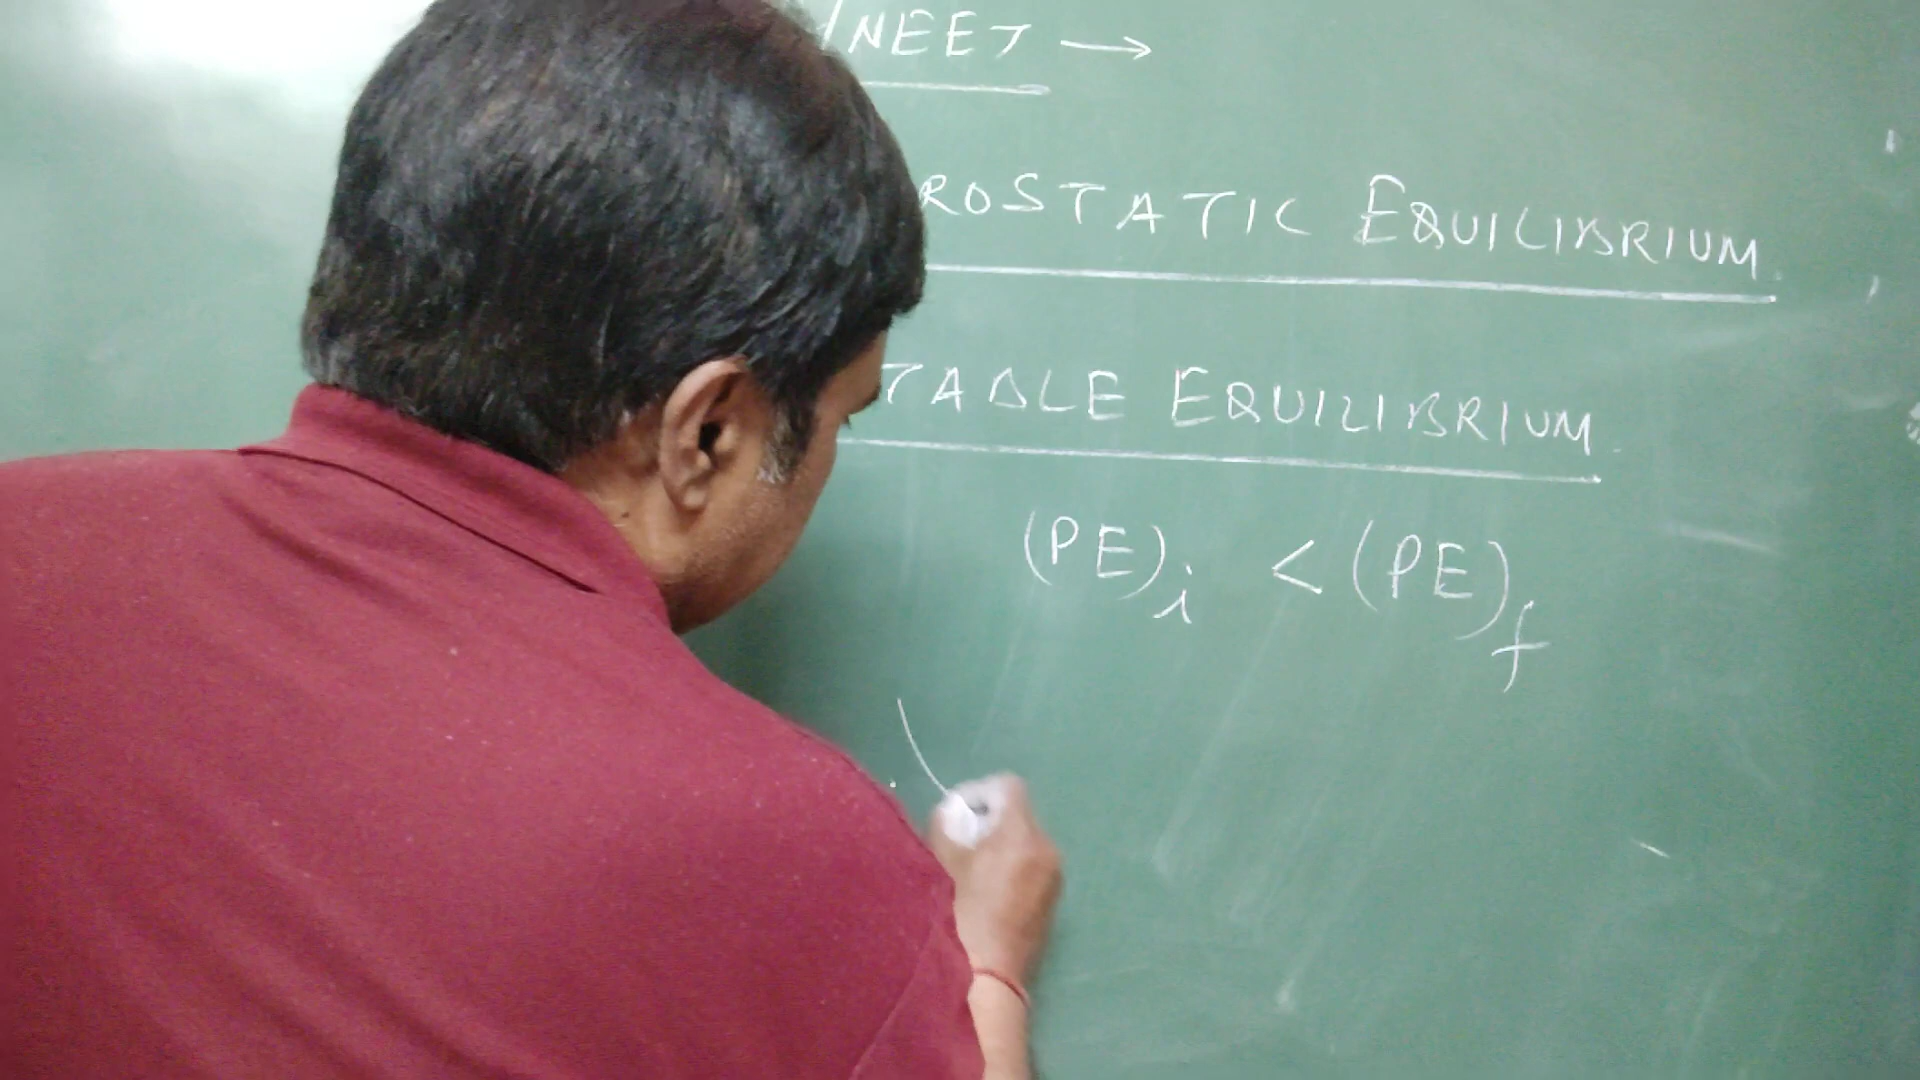 /NEET →
ROSTATIC EQUILIBRIUM.
TABLE EQUILIBRIUM.
(PE)i < (PE)f